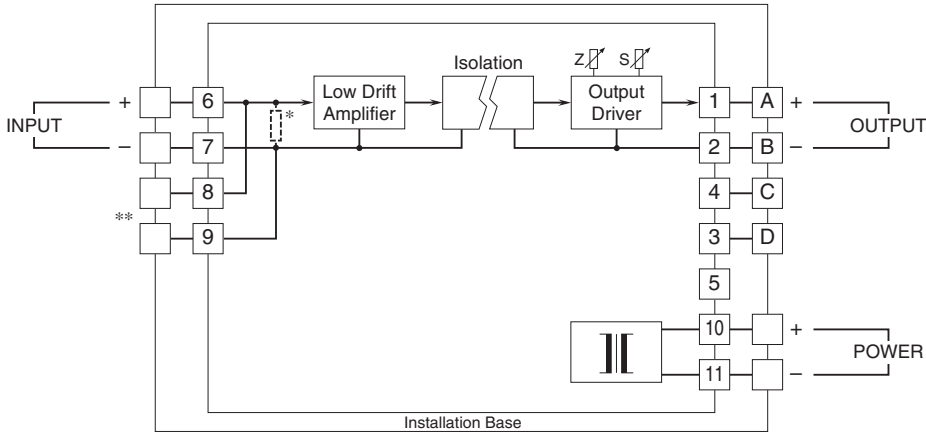 Isolation
Z S
+ 6 * Low Drift Amplifier Output Driver 1 A +
INPUT OUTPUT
− 7 2 B −
8 4 C
**
9 3 D
5
10 +
POWER
11 −
Installation Base